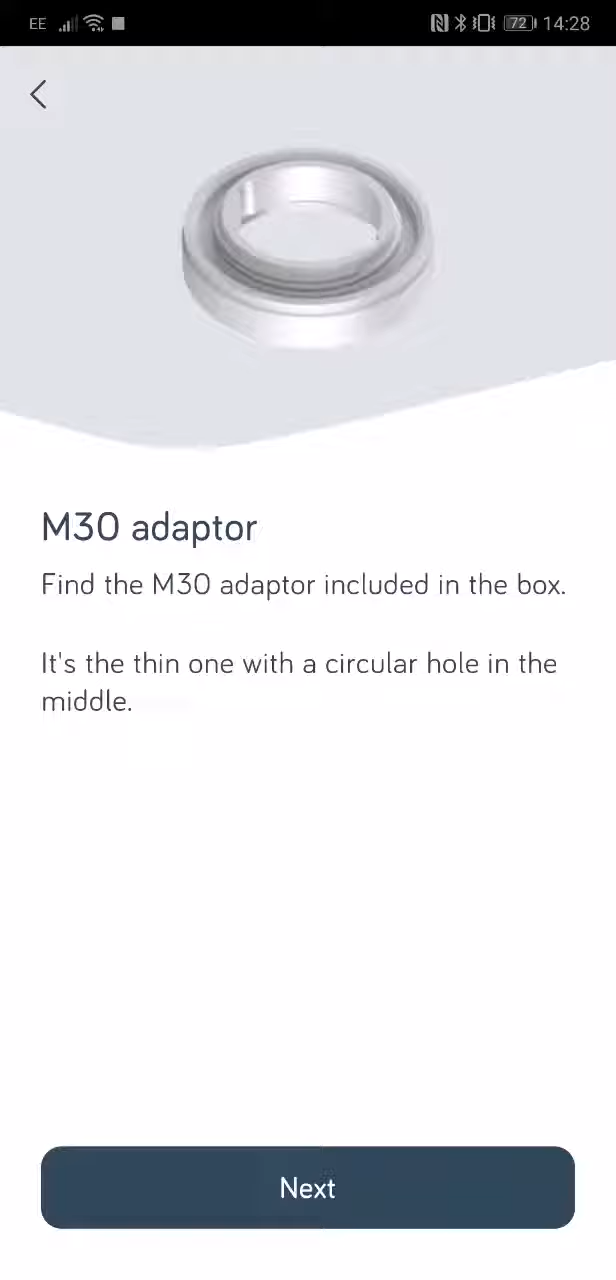 EE 72 14:28
M30 adaptor
Find the M30 adaptor included in the box.
It's the thin one with a circular hole in the
middle.
Next